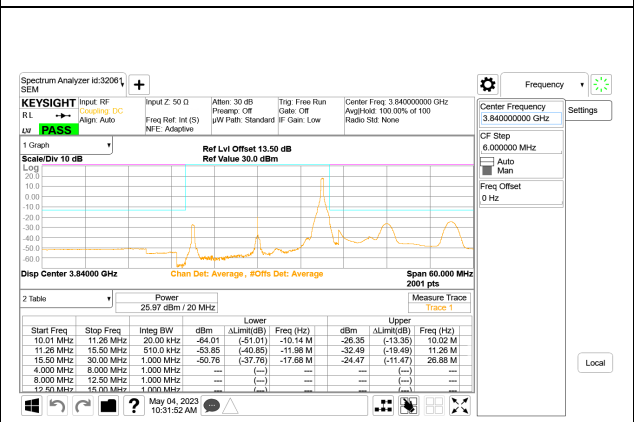 Spectrum Analyzer id:32061
SEM
+
Frequency
KEYSIGHT Input: RF Input Z: 50 Ω Atten: 30 dB Trig: Free Run Center Freq: 3.840000000 GHz
RL Coupling: DC Preamp: Off Gate: Off Avg|Hold: 100.00% of 100
Align: Auto Freq Ref: Int (S) µW Path: Standard IF Gain: Low Radio Std: None
LXI PASS NFE: Adaptive
Center Frequency
3.840000000 GHz
Settings
CF Step
6.000000 MHz
Auto
Man
Freq Offset
0 Hz
Local
1 Graph
Ref Lvl Offset 13.50 dB
Scale/Div 10 dB Ref Value 30.0 dBm
Log
20.0
10.0
0.00
-10.0
-20.0
-30.0
-40.0
-50.0
-60.0
Disp Center 3.84000 GHz Chan Det: Average , #Offs Det: Average Span 60.000 MHz
2001 pts
2 Table Power Measure Trace
25.97 dBm / 20 MHz Trace 1
Lower Upper
Start Freq Stop Freq Integ BW dBm ΔLimit(dB) Freq (Hz) dBm ΔLimit(dB) Freq (Hz)
10.01 MHz 11.26 MHz 20.00 kHz -64.01 (-51.01) -10.14 M -26.35 (-13.35) 10.02 M
11.26 MHz 15.50 MHz 510.0 kHz -53.85 (-40.85) -11.98 M -32.49 (-19.49) 11.26 M
15.50 MHz 30.00 MHz 1.000 MHz -50.76 (-37.76) -17.68 M -24.47 (-11.47) 26.88 M
4.000 MHz 8.000 MHz 1.000 MHz --- (---) --- (---)
8.000 MHz 12.50 MHz 1.000 MHz --- (---) --- (---)
12.50 MHz 15.00 MHz 1.000 MHz --- (---) --- (---)
? May 04, 2023
10:31:52 AM